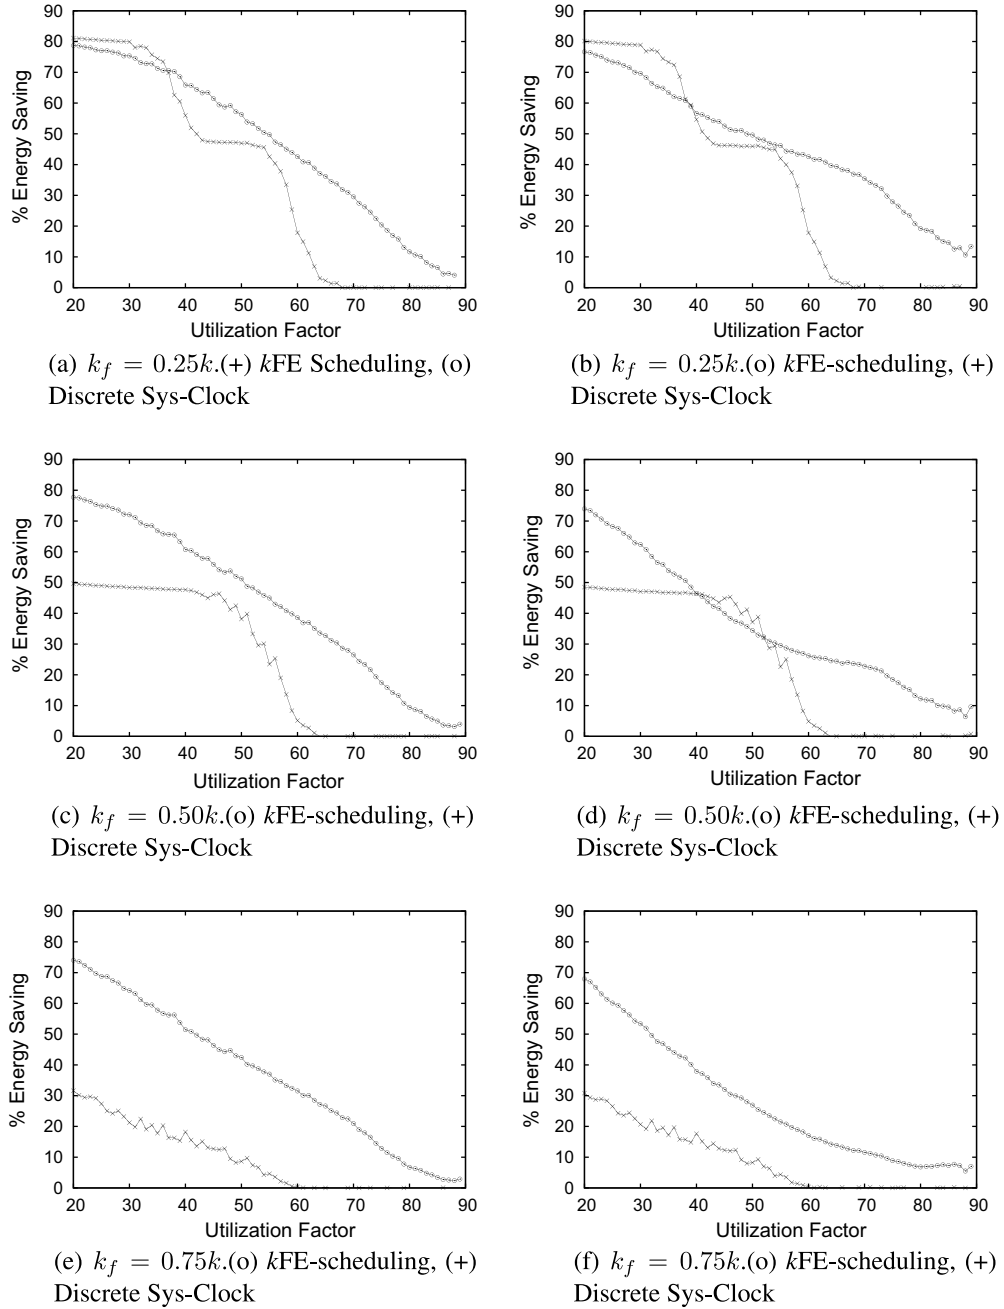 90
80
70
60
50
40
30
20
10
0
% Energy Saving
20 30 40 50 60 70 80 90
Utilization Factor
(a) k_f = 0.25k.(+) kFE Scheduling, (o)
Discrete Sys-Clock
90
80
70
60
50
40
30
20
10
0
% Energy Saving
20 30 40 50 60 70 80 90
Utilization Factor
(b) k_f = 0.25k.(o) kFE-scheduling, (+)
Discrete Sys-Clock
90
80
70
60
50
40
30
20
10
0
% Energy Saving
20 30 40 50 60 70 80 90
Utilization Factor
(c) k_f = 0.50k.(o) kFE-scheduling, (+)
Discrete Sys-Clock
90
80
70
60
50
40
30
20
10
0
% Energy Saving
20 30 40 50 60 70 80 90
Utilization Factor
(d) k_f = 0.50k.(o) kFE-scheduling, (+)
Discrete Sys-Clock
90
80
70
60
50
40
30
20
10
0
% Energy Saving
20 30 40 50 60 70 80 90
Utilization Factor
(e) k_f = 0.75k.(o) kFE-scheduling, (+)
Discrete Sys-Clock
90
80
70
60
50
40
30
20
10
0
% Energy Saving
20 30 40 50 60 70 80 90
Utilization Factor
(f) k_f = 0.75k.(o) kFE-scheduling, (+)
Discrete Sys-Clock